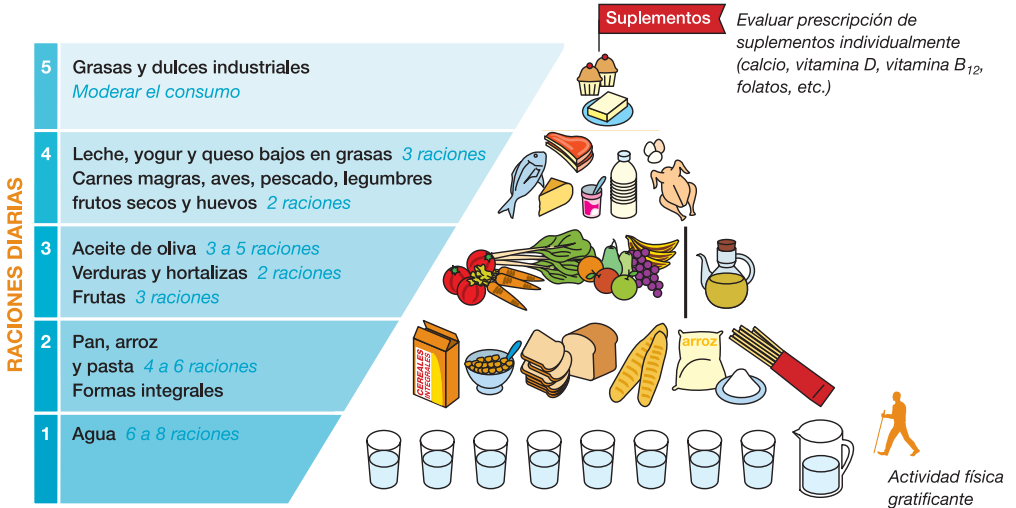 Suplementos
Evaluar prescripción de
suplementos individualmente
(calcio, vitamina D, vitamina B12,
folatos, etc.)
RACIONES DIARIAS
5
Grasas y dulces industriales
Moderar el consumo
4
Leche, yogur y queso bajos en grasas 3 raciones
Carnes magras, aves, pescado, legumbres
frutos secos y huevos 2 raciones
3
Aceite de oliva 3 a 5 raciones
Verduras y hortalizas 2 raciones
Frutas 3 raciones
2
Pan, arroz
y pasta 4 a 6 raciones
Formas integrales
CEREALES
INTEGRALES
arroz
1
Agua 6 a 8 raciones
Actividad física
gratificante